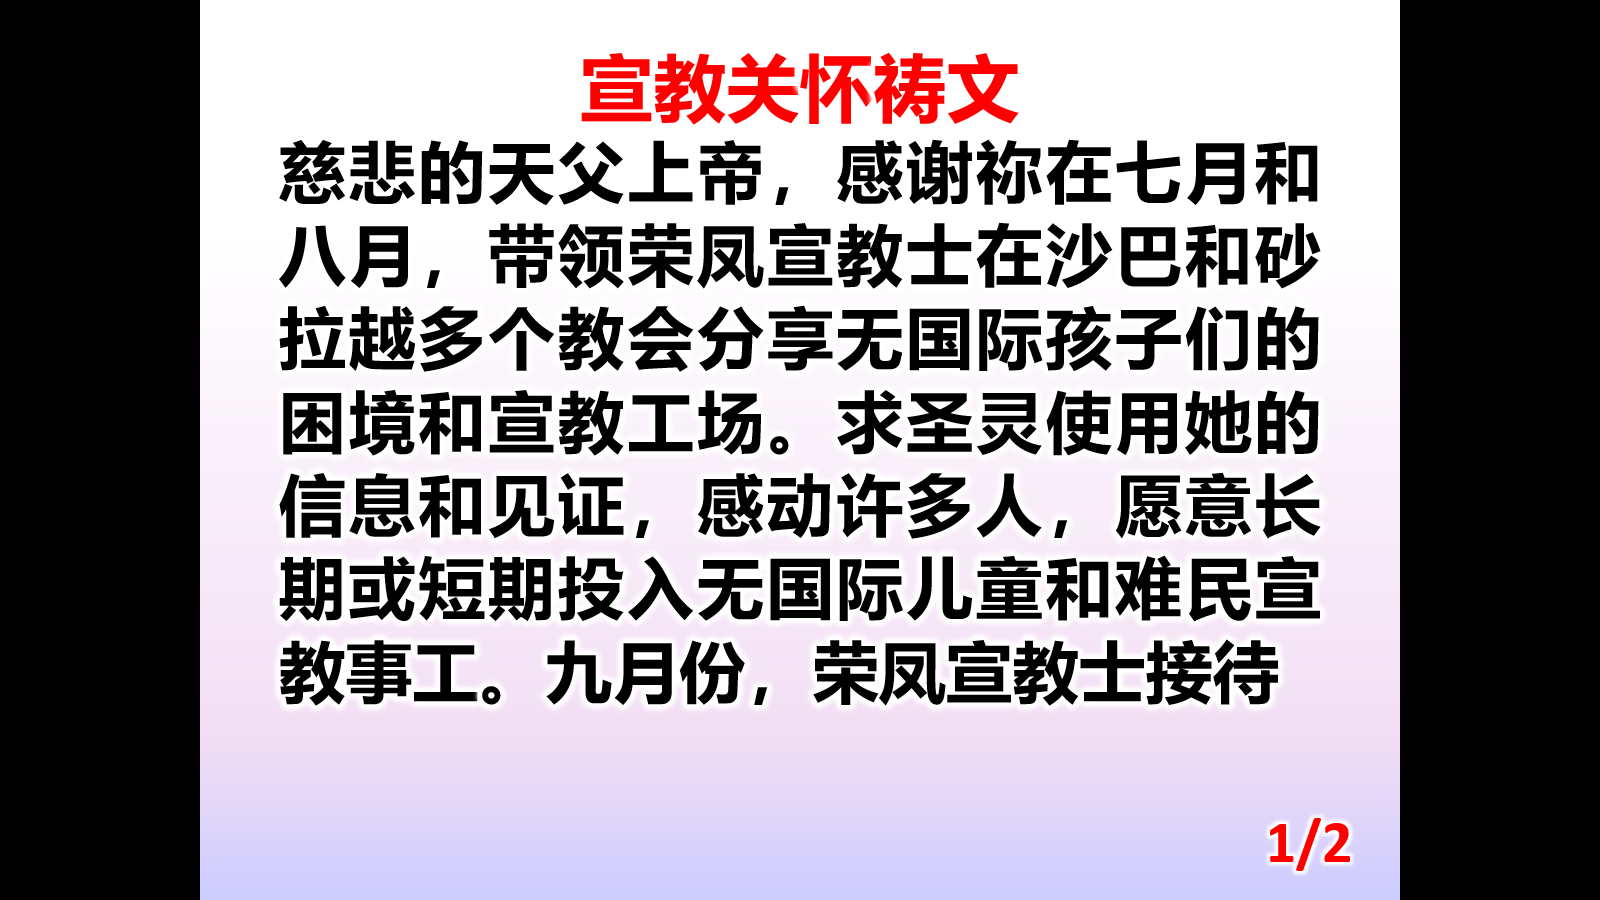 宣教关怀祷文
慈悲的天父上帝，感谢祢在七月和
八月，带领荣凤宣教士在沙巴和砂
拉越多个教会分享无国际孩子们的
困境和宣教工场。求圣灵使用她的
信息和见证，感动许多人，愿意长
期或短期投入无国际儿童和难民宣
教事工。九月份，荣凤宣教士接待
1/2